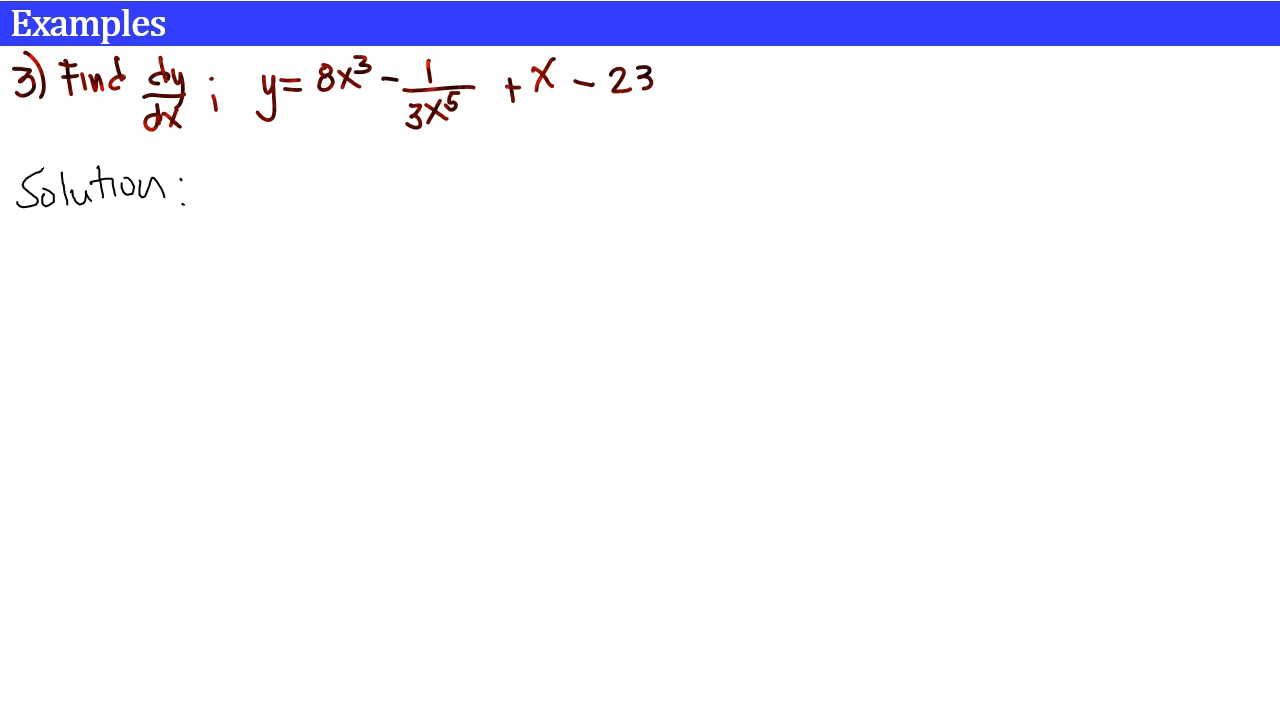 Examples
3) Find dy/dx ; y = 8x³ - 1/(3x⁵) + x - 23
Solution: